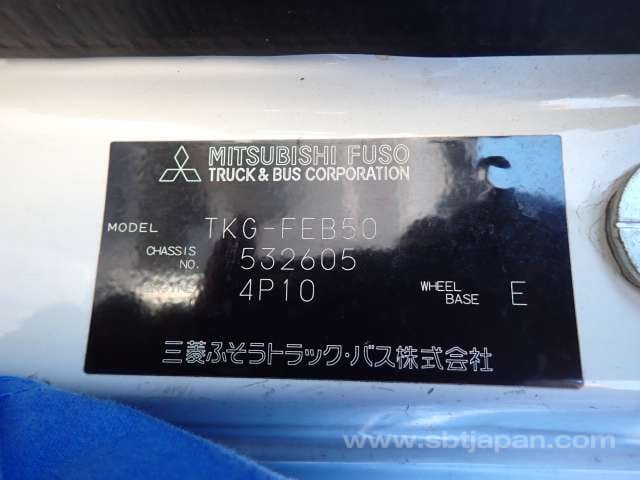 MITSUBISHI FUSO
TRUCK & BUS CORPORATION
MODEL TKG-FEB50
CHASSIS NO. 532605
4P10 WHEEL BASE E
三菱ふそうトラック・バス株式会社
www.sbtjapan.com